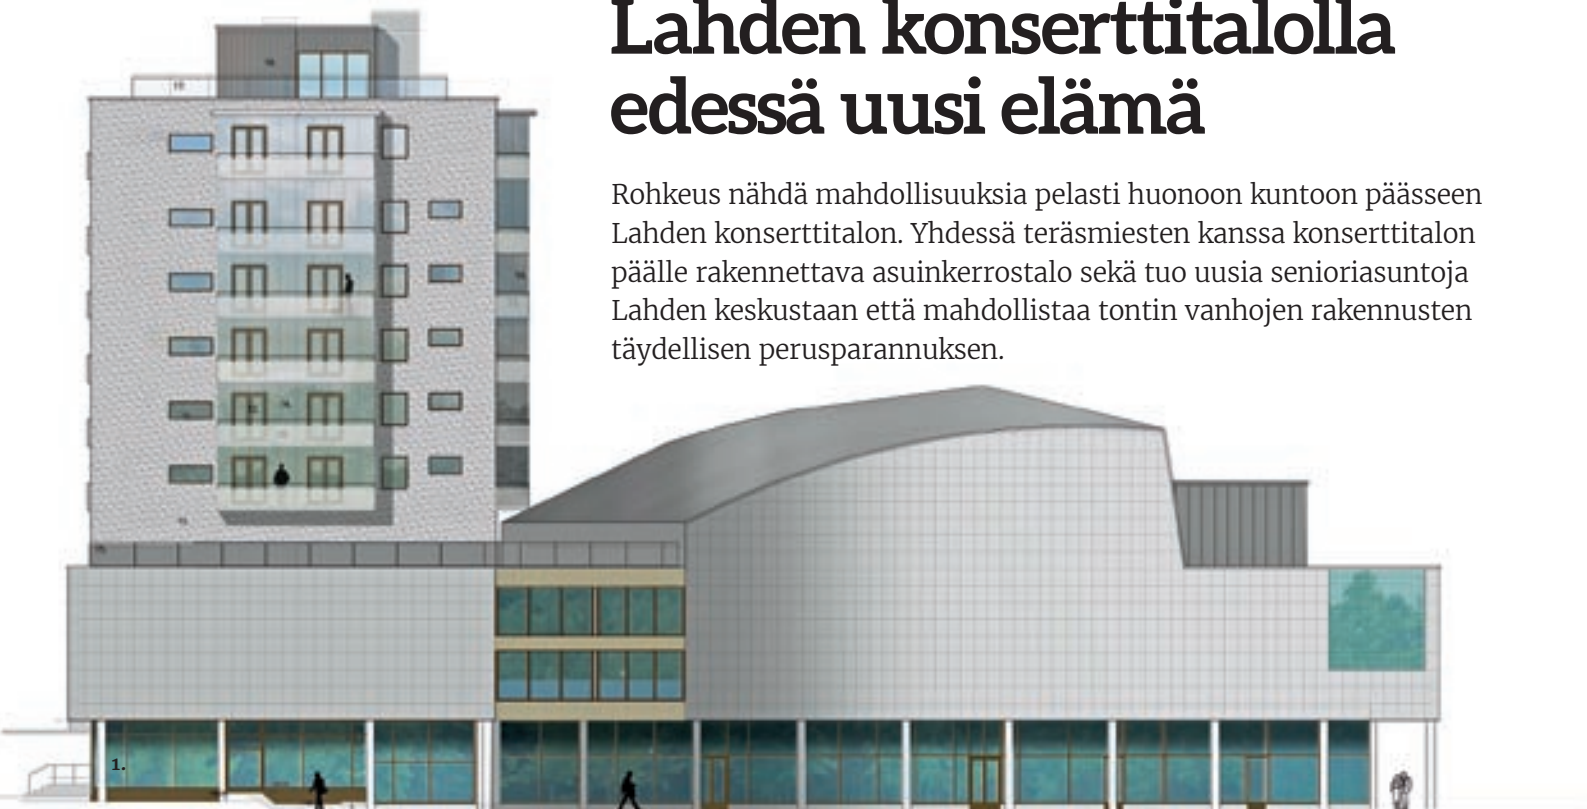 Lahden konserttitalolla
edessä uusi elämä
Rohkeus nähdä mahdollisuuksia pelasti huonoon kuntoon päässeen
Lahden konserttitalon. Yhdessä teräsmiesten kanssa konserttitalon
päälle rakennettava asuinkerrostalo sekä tuo uusia senioriasuntoja
Lahden keskustaan että mahdollistaa tontin vanhojen rakennusten
täydellisen perusparannuksen.
1.